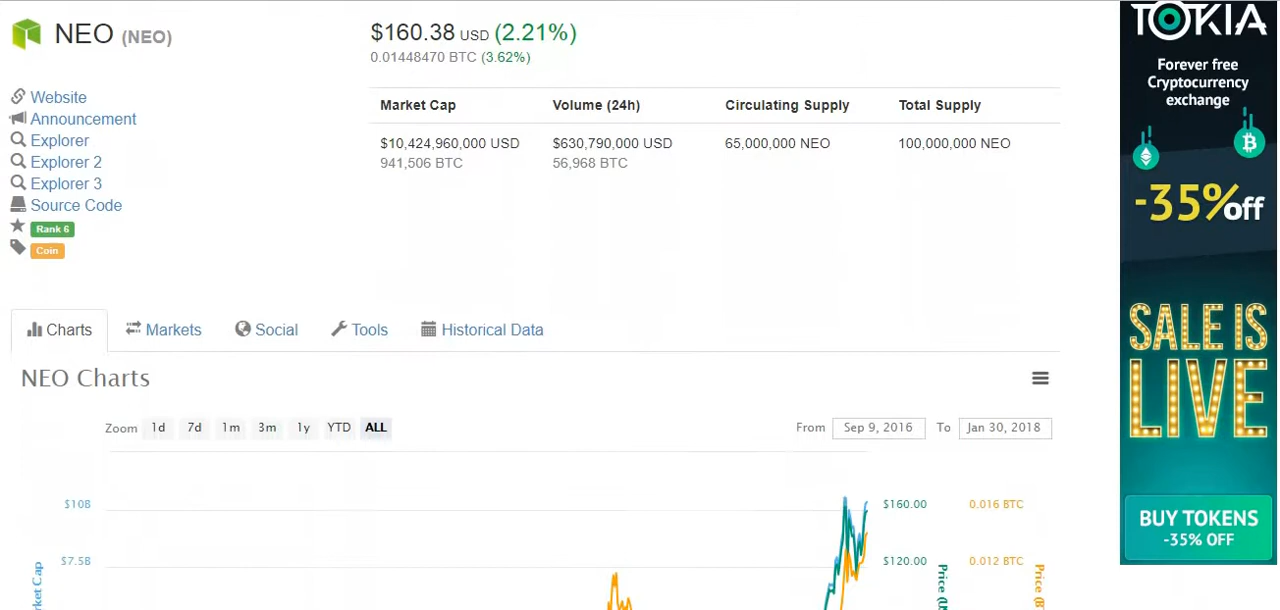 NEO (NEO)
$160.38 USD (2.21%)
0.01448470 BTC (3.62%)
Website
Announcement
Explorer
Explorer 2
Explorer 3
Source Code
Rank 6
Coin
Market Cap Volume (24h) Circulating Supply Total Supply
$10,424,960,000 USD $630,790,000 USD 65,000,000 NEO 100,000,000 NEO
941,506 BTC 56,968 BTC
Charts Markets Social Tools Historical Data
NEO Charts
Zoom 1d 7d 1m 3m 1y YTD ALL From Sep 9, 2016 To Jan 30, 2018
$10B $160.00 0.016 BTC
$7.5B $120.00 0.012 BTC
TOKIA
Forever free
Cryptocurrency
exchange
-35% off
SALE IS
LIVE
BUY TOKENS
-35% OFF